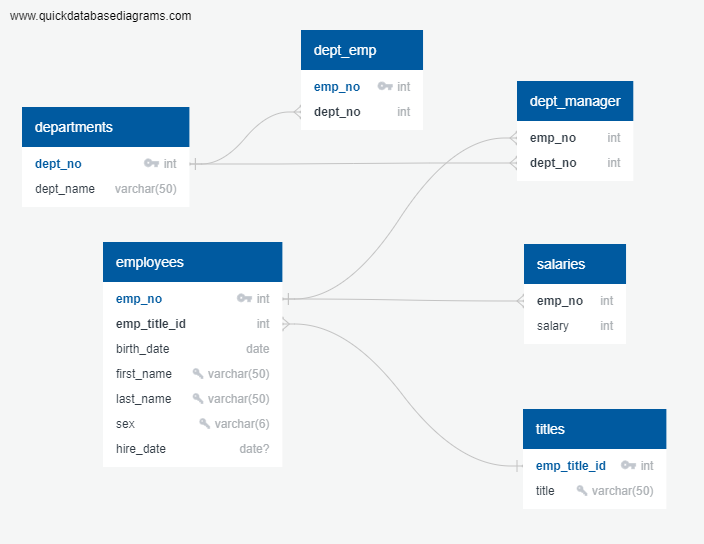 www.quickdatabasediagrams.com
dept_emp
emp_no int
dept_no int
departments
dept_no int
dept_name varchar(50)
dept_manager
emp_no int
dept_no int
employees
emp_no int
emp_title_id int
birth_date date
first_name varchar(50)
last_name varchar(50)
sex varchar(6)
hire_date date?
salaries
emp_no int
salary int
titles
emp_title_id int
title varchar(50)